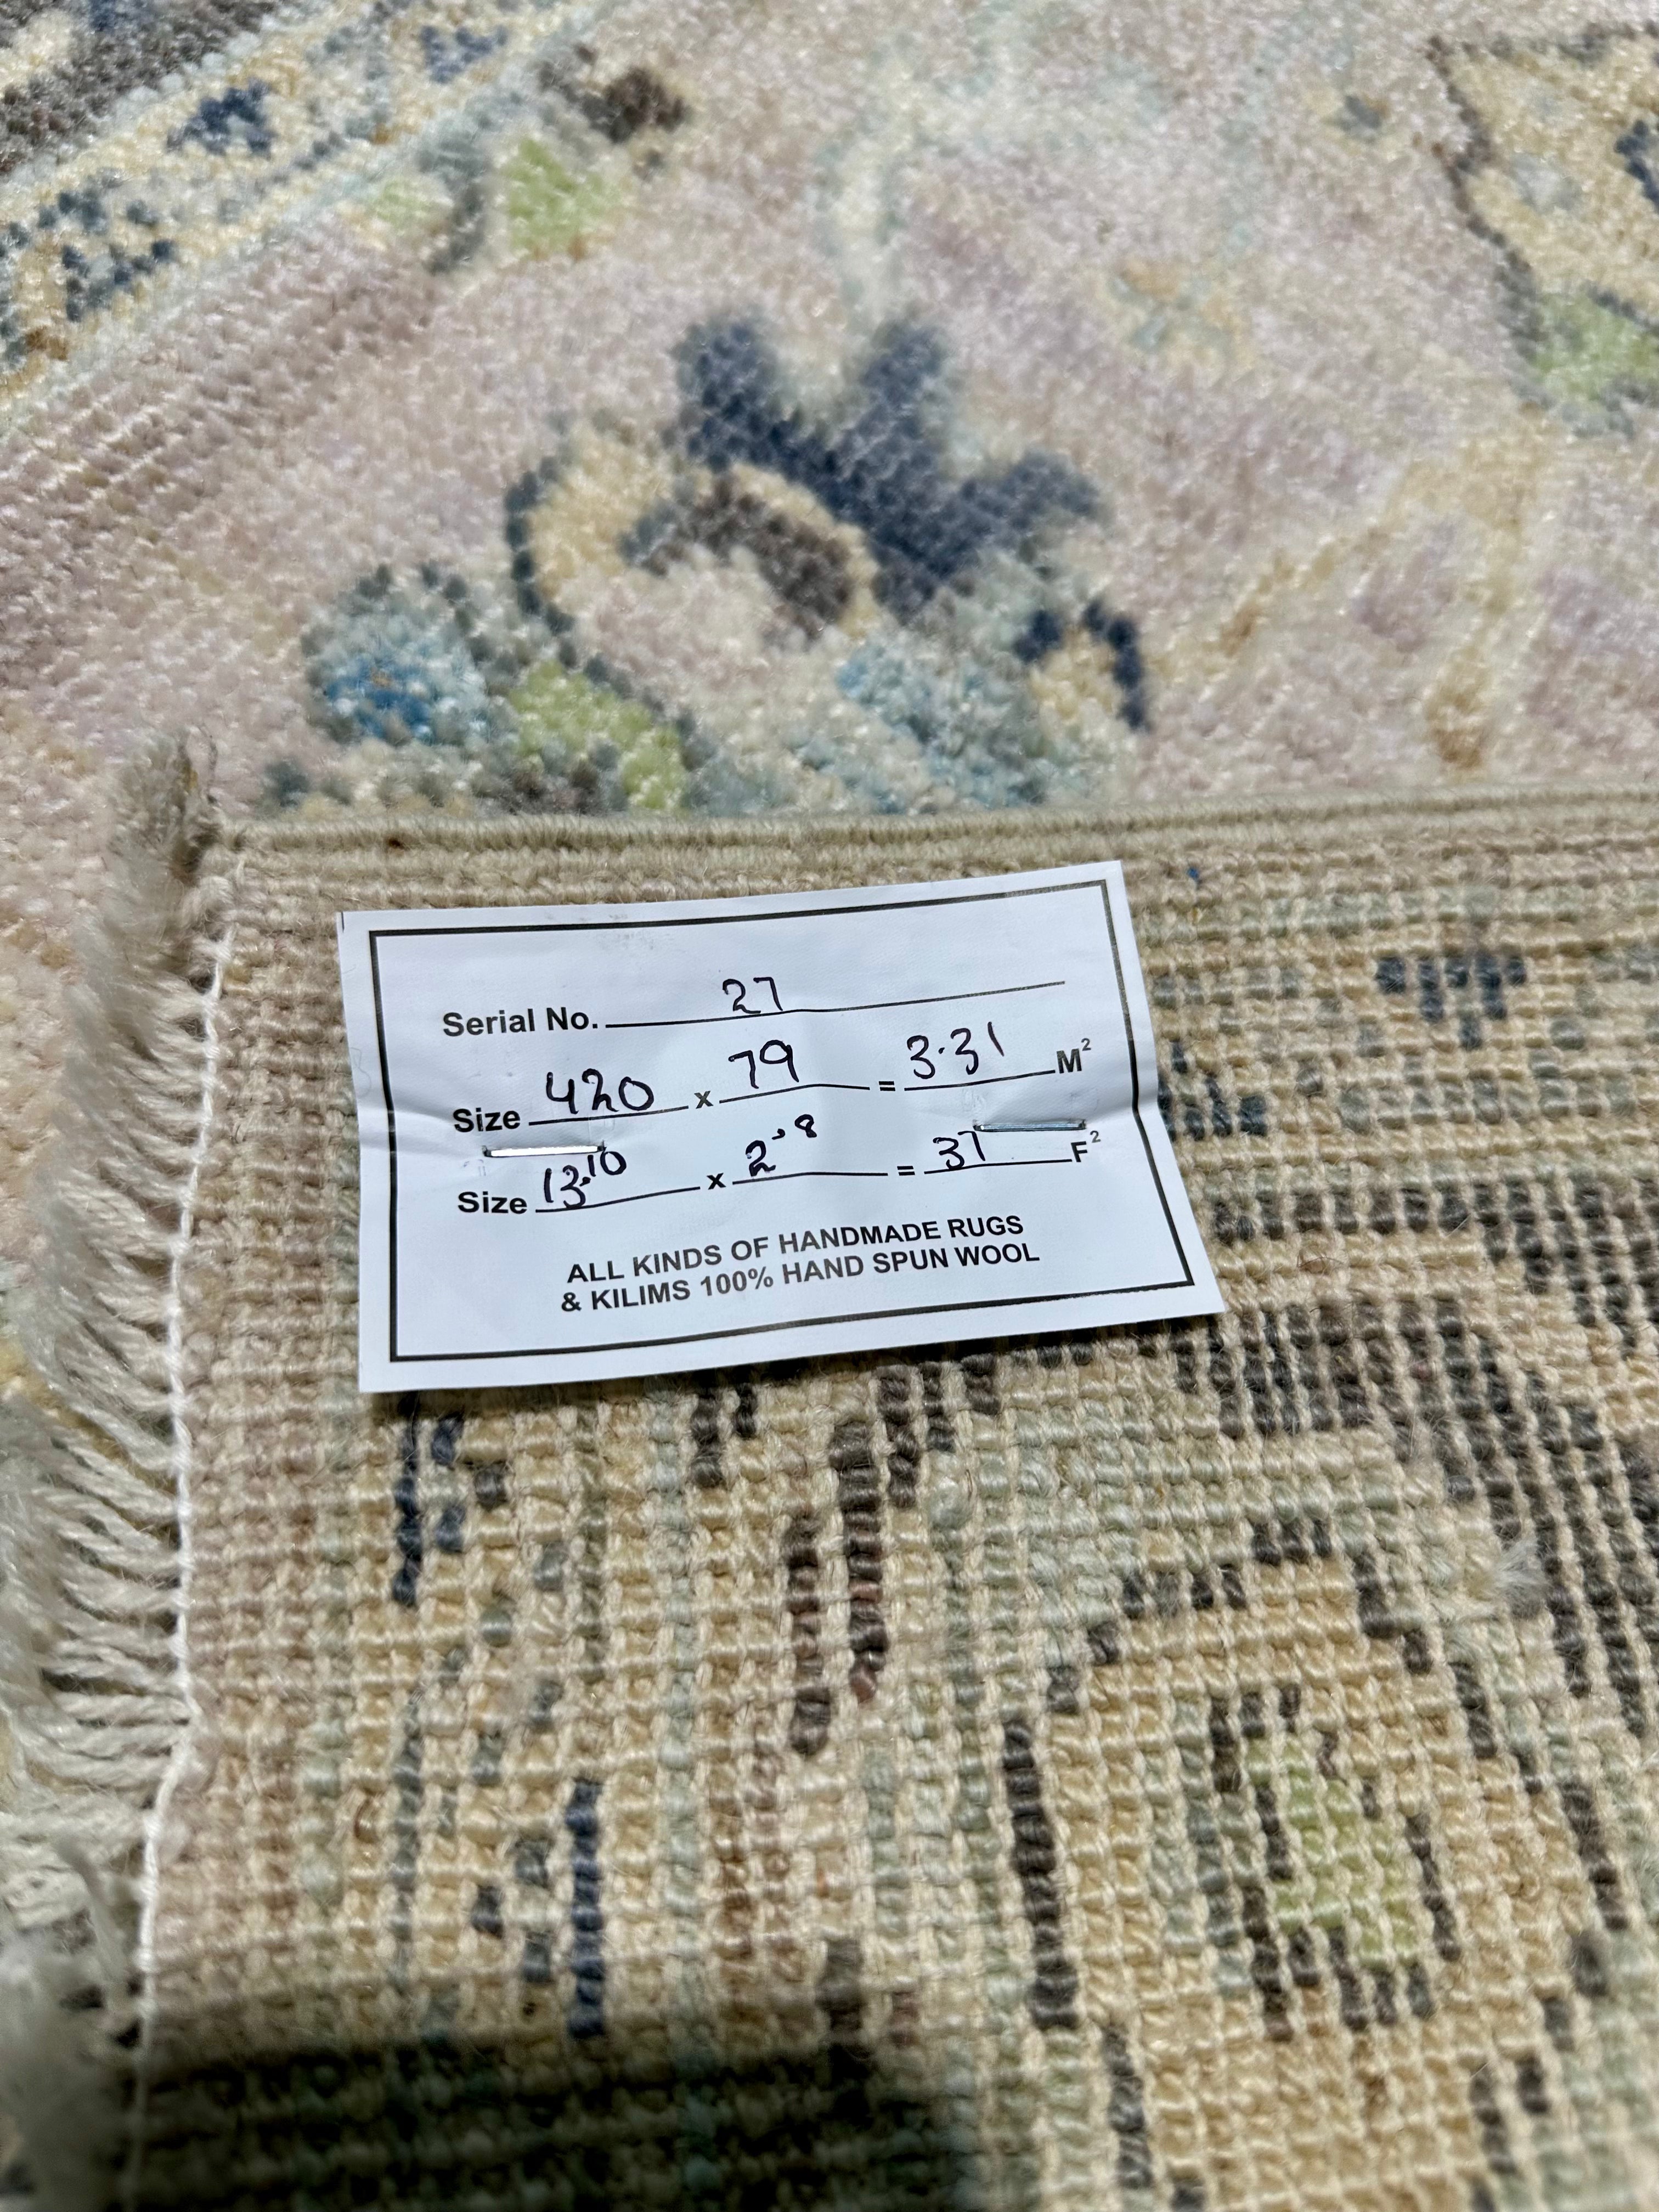 Serial No. 27
Size 420 x 79 = 3.31 M²
Size 13.'10 x 2'8 = 37 F²
ALL KINDS OF HANDMADE RUGS
& KILIMS 100% HAND SPUN WOOL